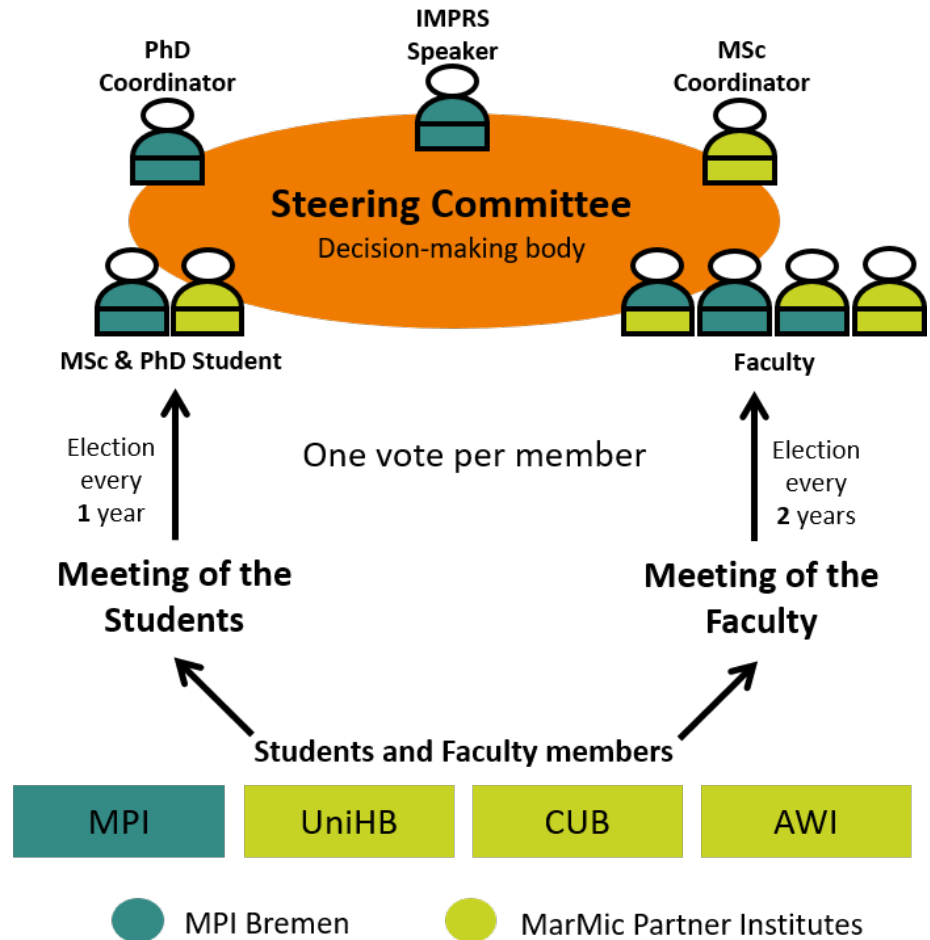 IMPRS
Speaker
PhD
Coordinator
MSc
Coordinator
Steering Committee
Decision-making body
MSc & PhD Student
Faculty
Election
every
1 year
One vote per member
Election
every
2 years
Meeting of the
Students
Meeting of the
Faculty
Students and Faculty members
MPI
UniHB
CUB
AWI
MPI Bremen
MarMic Partner Institutes